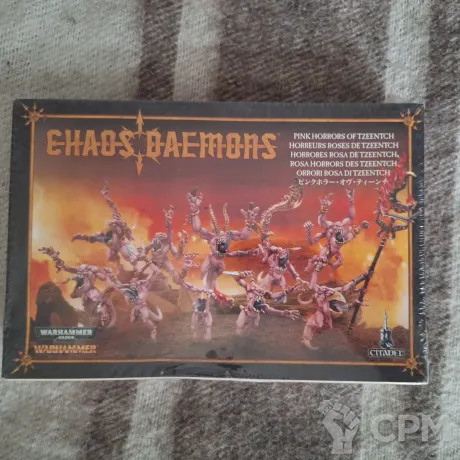 CHAOS DAEMONS
PINK HORRORS OF TZEENTCH
HORREURS ROSES DE TZEENTCH
HORRORES ROSA DE TZEENTCH
ROSA HORRORS DES TZEENTCH
ORRORI ROSA DI TZEENTCH
ピンクホラー・オヴ・ティーンチ
WARHAMMER
40,000
WARHAMMER
CITADEL
CPM